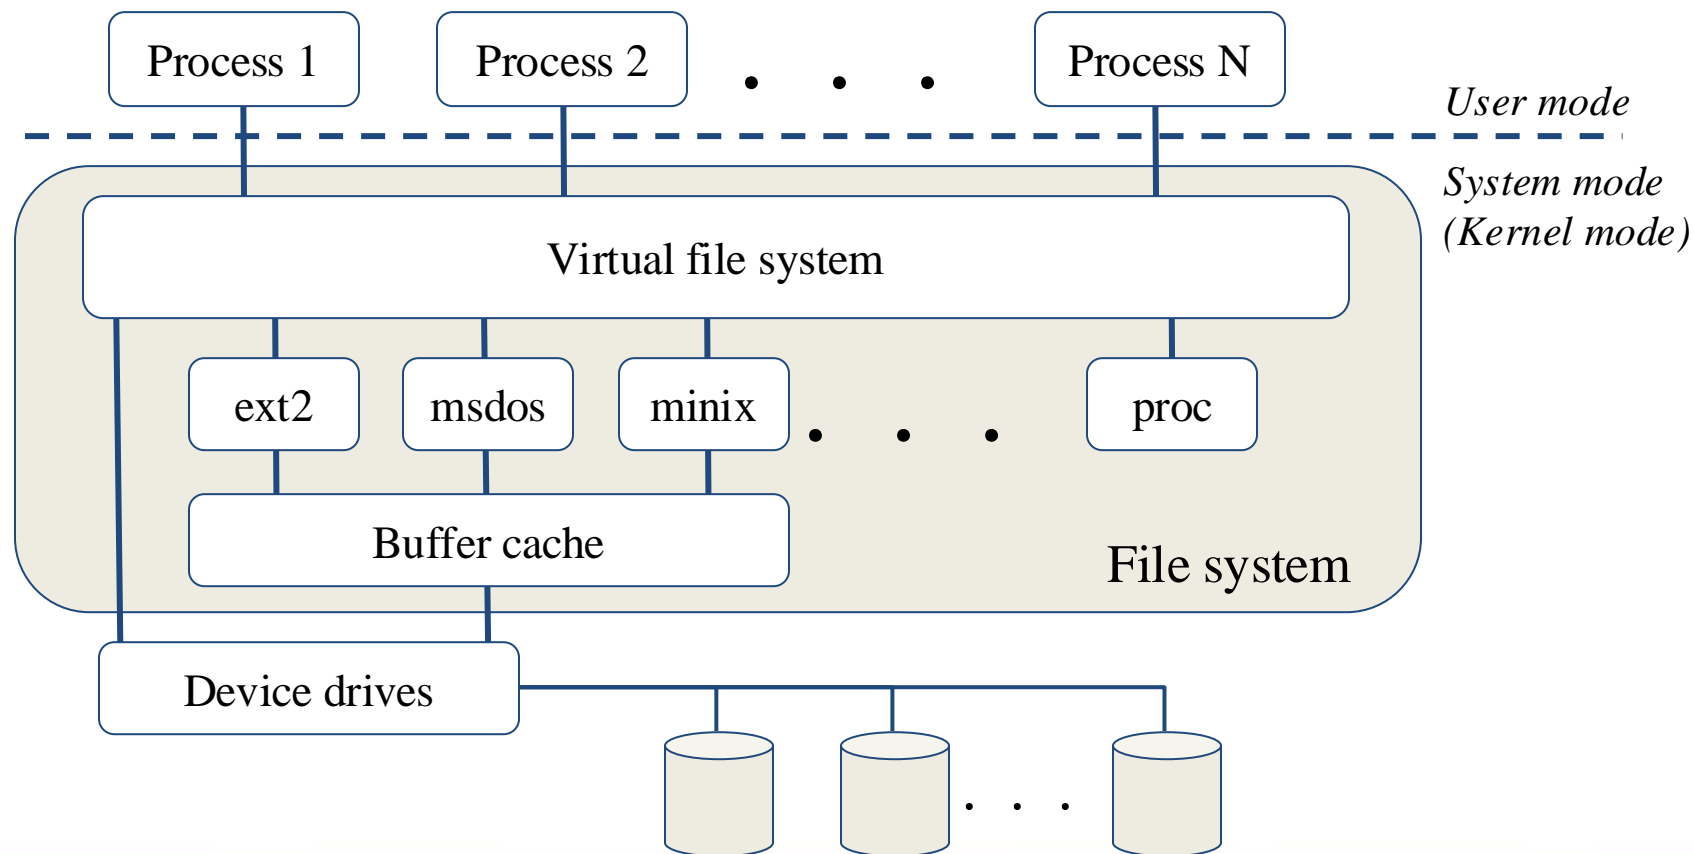 Process 1
Process 2
Process N
User mode
System mode
(Kernel mode)
Virtual file system
ext2
msdos
minix
proc
Buffer cache
File system
Device drives